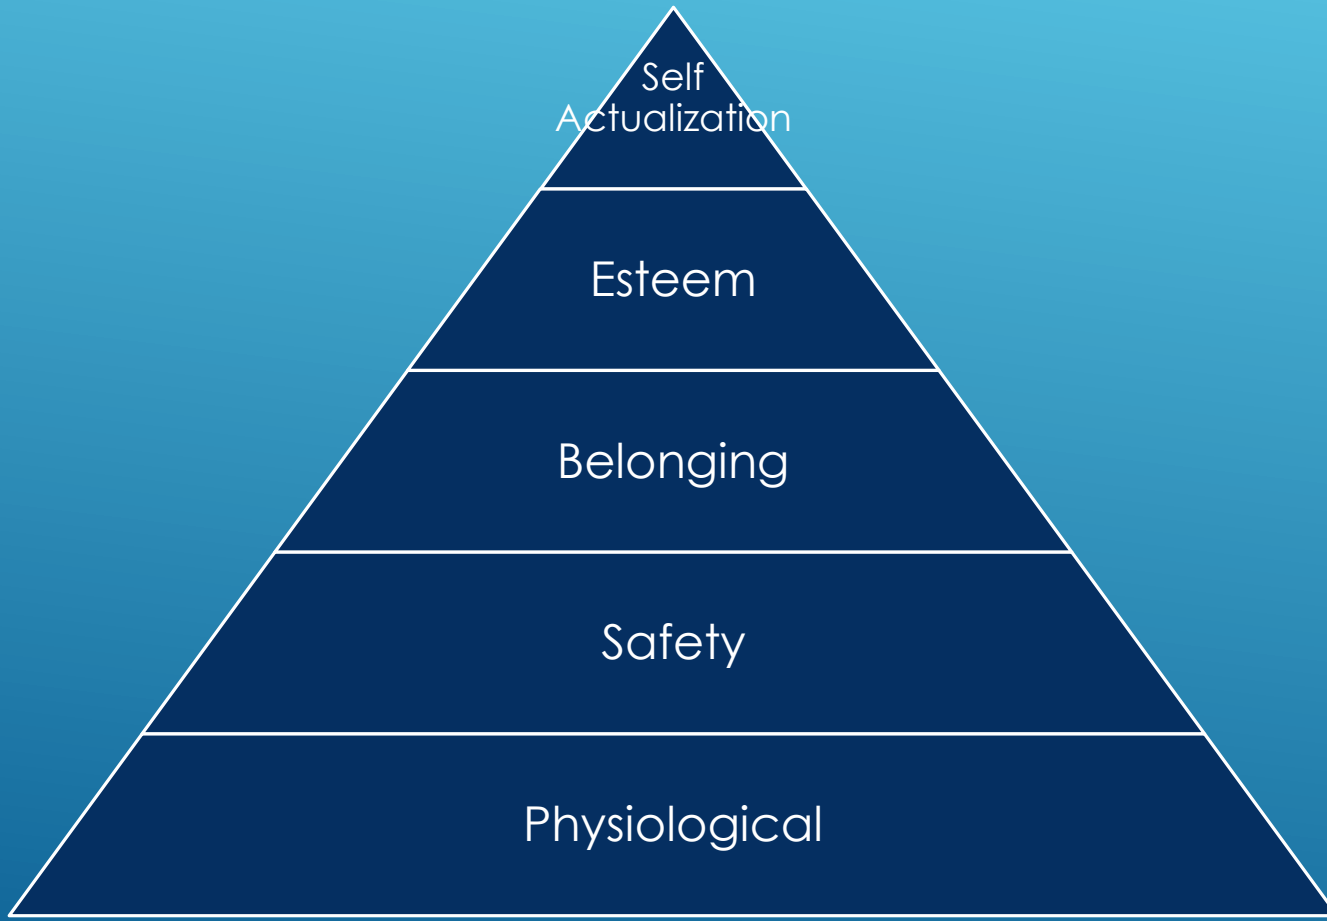 Self
Actualization
Esteem
Belonging
Safety
Physiological